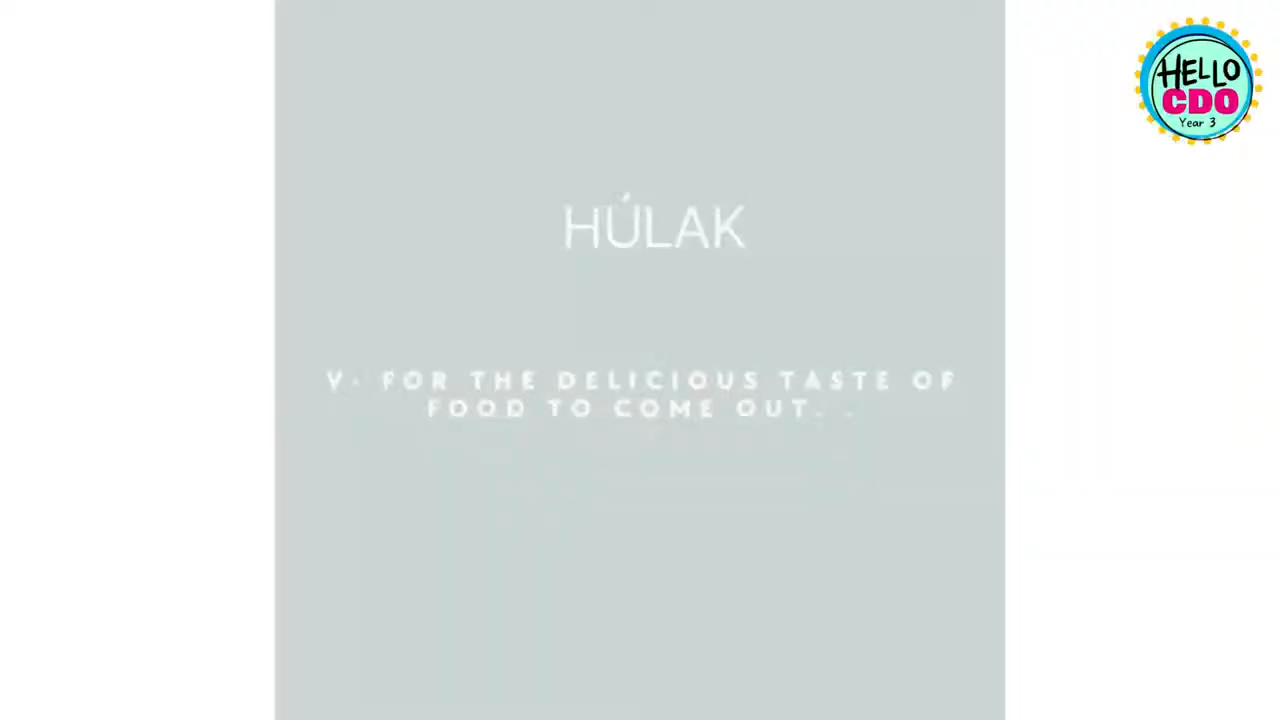 HELLO
CDO
Year 3
HÚLAK
V- FOR THE DELICIOUS TASTE OF
FOOD TO COME OUT. .